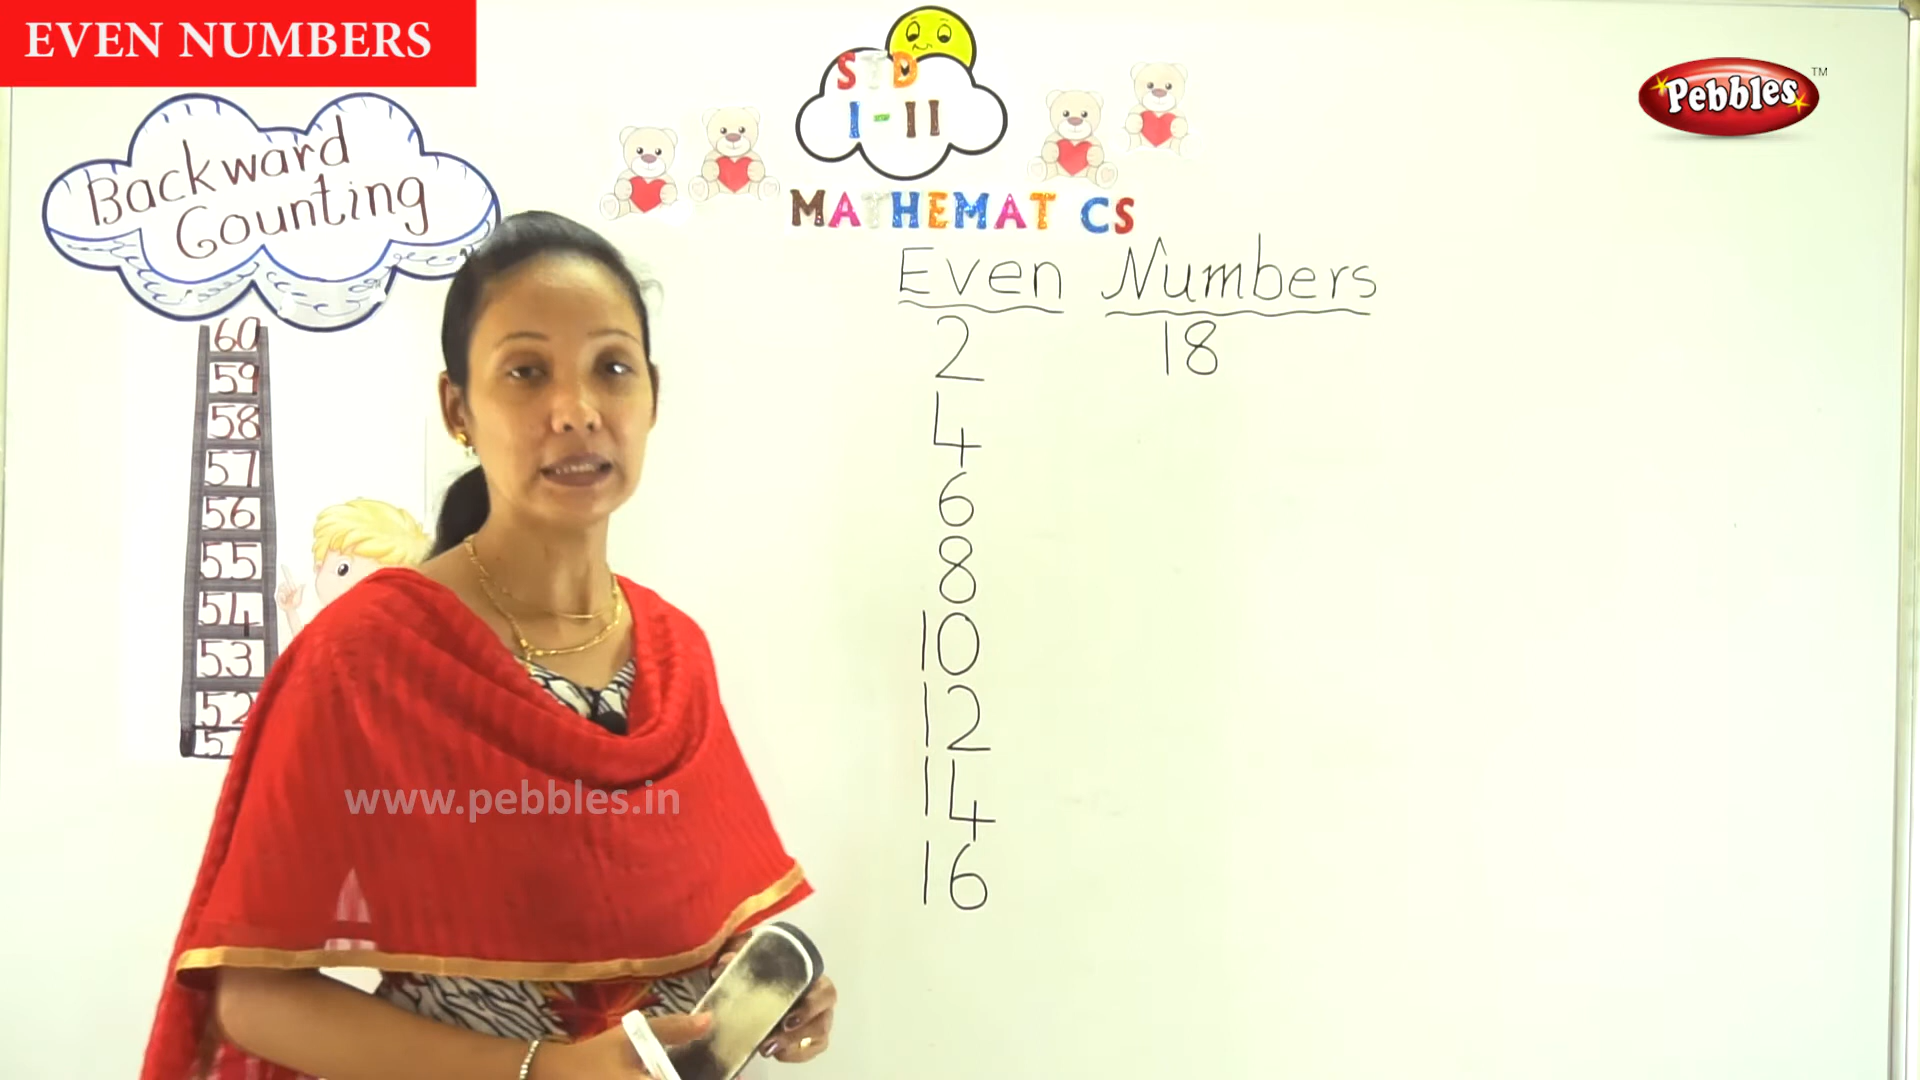 EVEN NUMBERS
Backward
Counting
60
59
58
57
56
55
54
53
52
STD
I-II
MATHEMAT CS
Pebbles TM
Even Numbers
2 18
4
6
8
10
12
14
16
www.pebbles.in